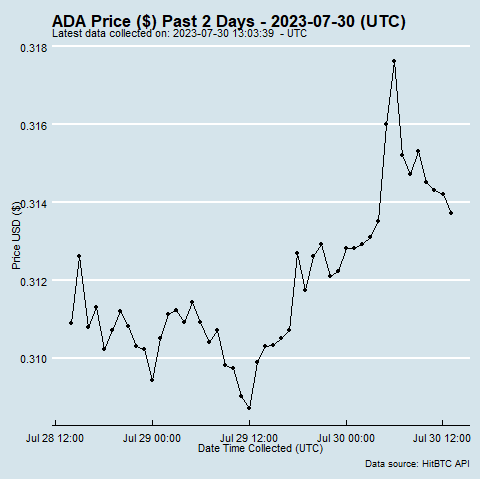 ADA Price ($) Past 2 Days - 2023-07-30 (UTC)
Latest data collected on: 2023-07-30 13:03:39 - UTC
0.318
0.316
0.314
0.312
0.310
Price USD ($)
Jul 28 12:00 Jul 29 00:00 Jul 29 12:00 Jul 30 00:00 Jul 30 12:00
Date Time Collected (UTC)
Data source: HitBTC API